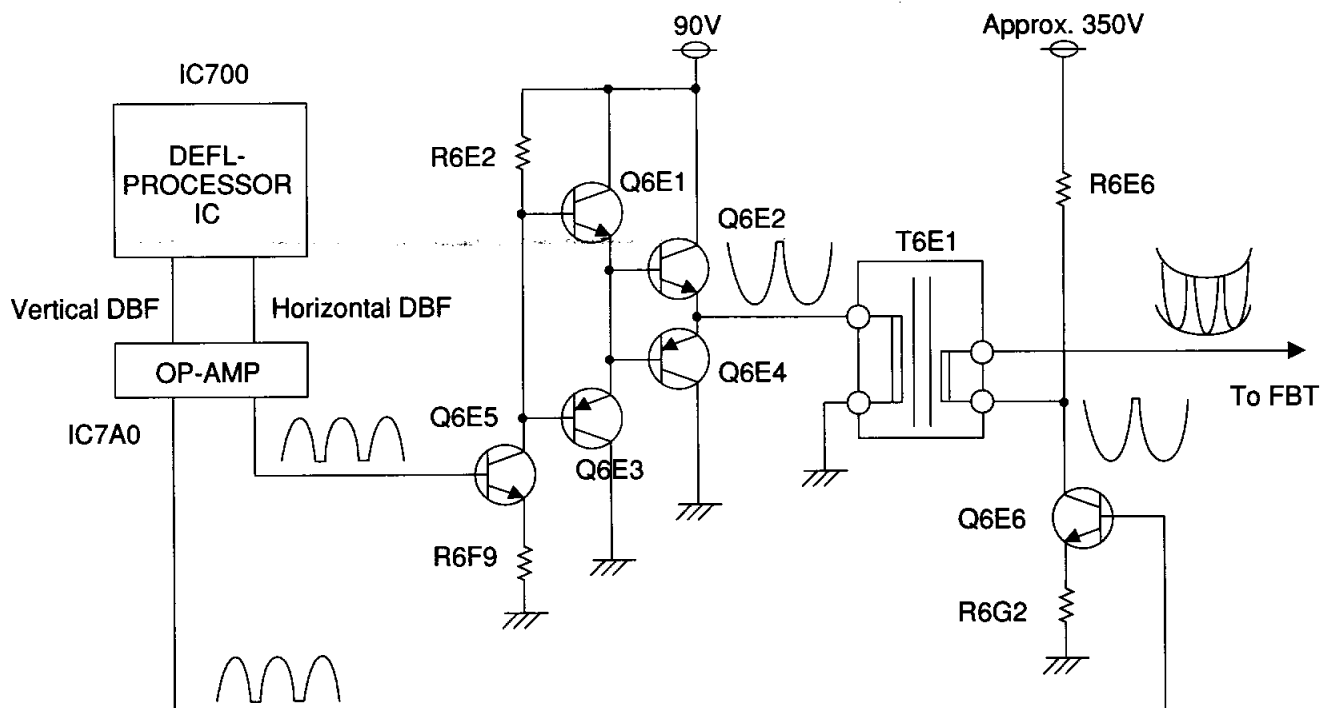 90V
Approx. 350V
IC700
DEFL-
PROCESSOR
IC
R6E2
Q6E1
R6E6
Q6E2
T6E1
Vertical DBF
Horizontal DBF
OP-AMP
Q6E4
To FBT
IC7A0
Q6E5
Q6E3
Q6E6
R6F9
R6G2